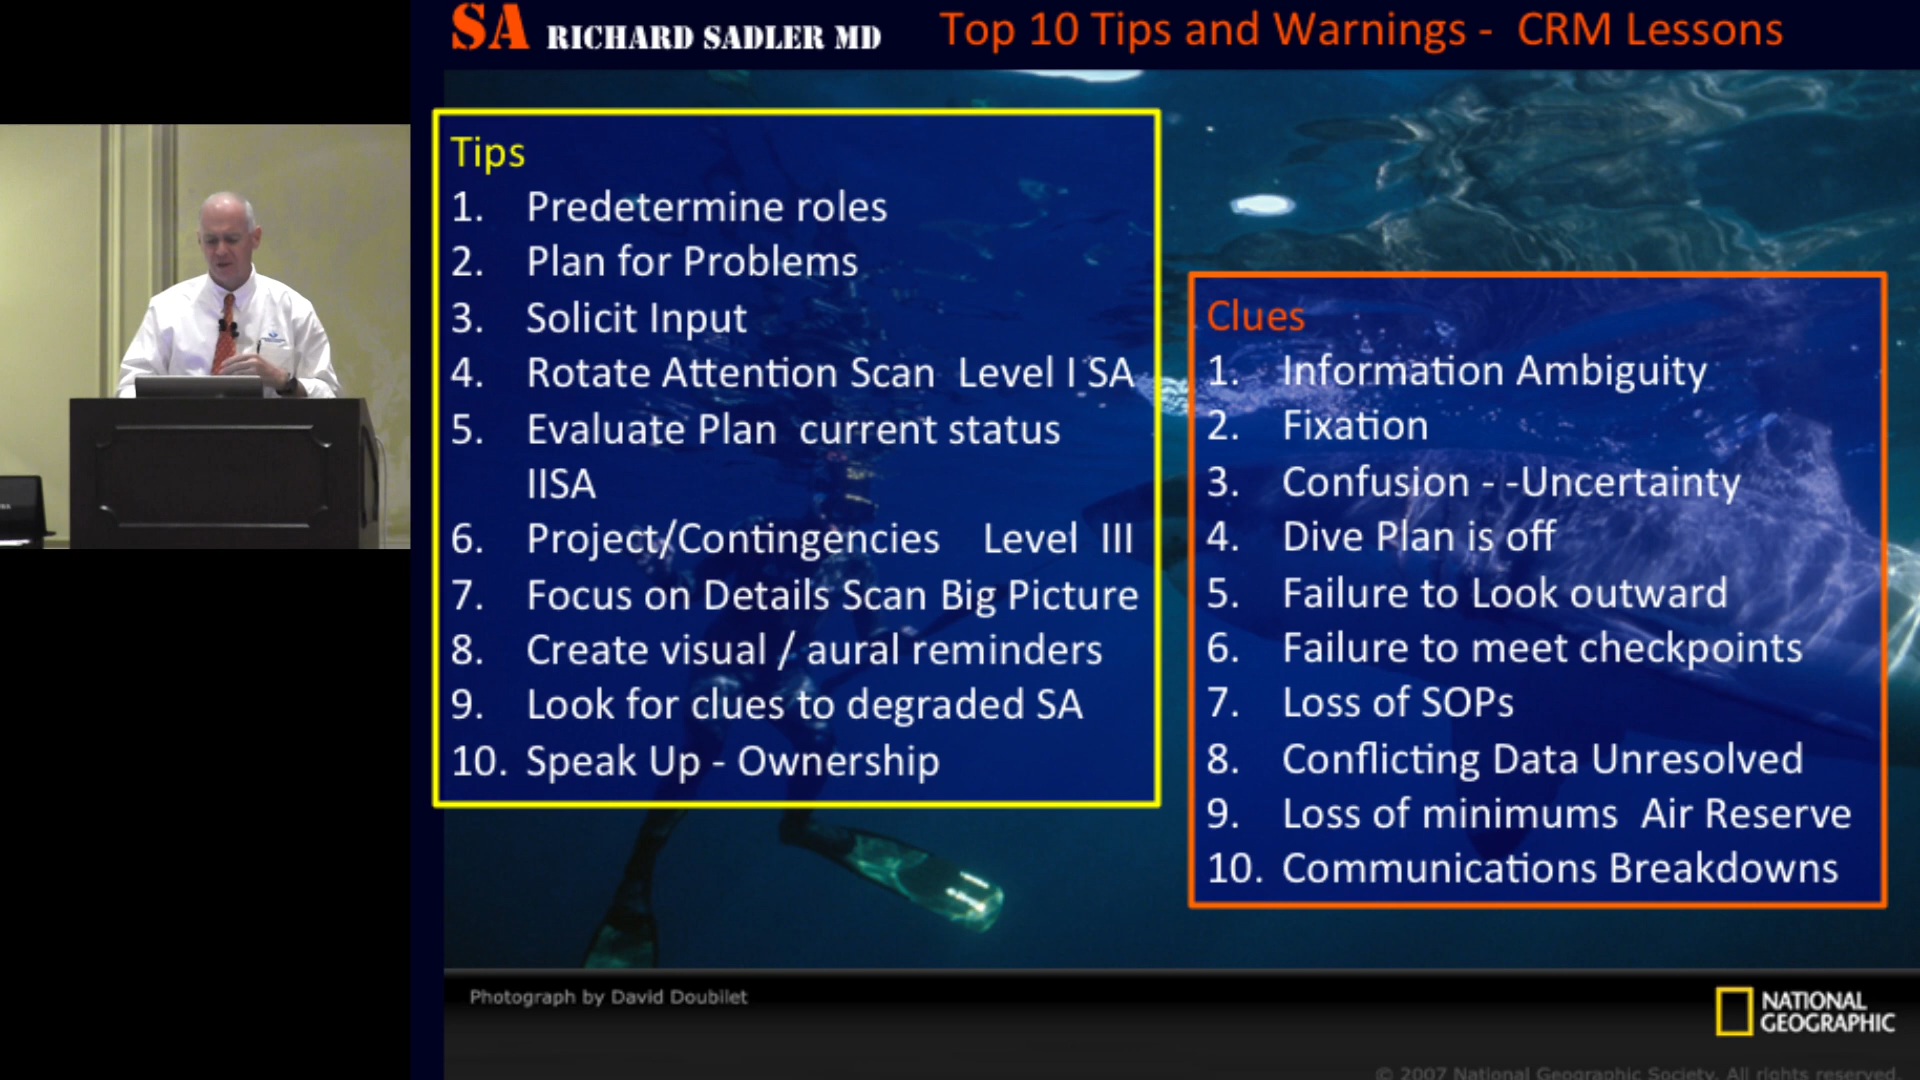 SA RICHARD SADLER MD
Top 10 Tips and Warnings - CRM Lessons
Tips
1. Predetermine roles
2. Plan for Problems
3. Solicit Input
4. Rotate Attention Scan Level I SA
5. Evaluate Plan current status
IISA
6. Project/Contingencies Level III
7. Focus on Details Scan Big Picture
8. Create visual / aural reminders
9. Look for clues to degraded SA
10. Speak Up - Ownership
Clues
1. Information Ambiguity
2. Fixation
3. Confusion - -Uncertainty
4. Dive Plan is off
5. Failure to Look outward
6. Failure to meet checkpoints
7. Loss of SOPs
8. Conflicting Data Unresolved
9. Loss of minimums Air Reserve
10. Communications Breakdowns
Photograph by David Doubilet
NATIONAL
GEOGRAPHIC
© 2007 National Geographic Society. All rights reserved.